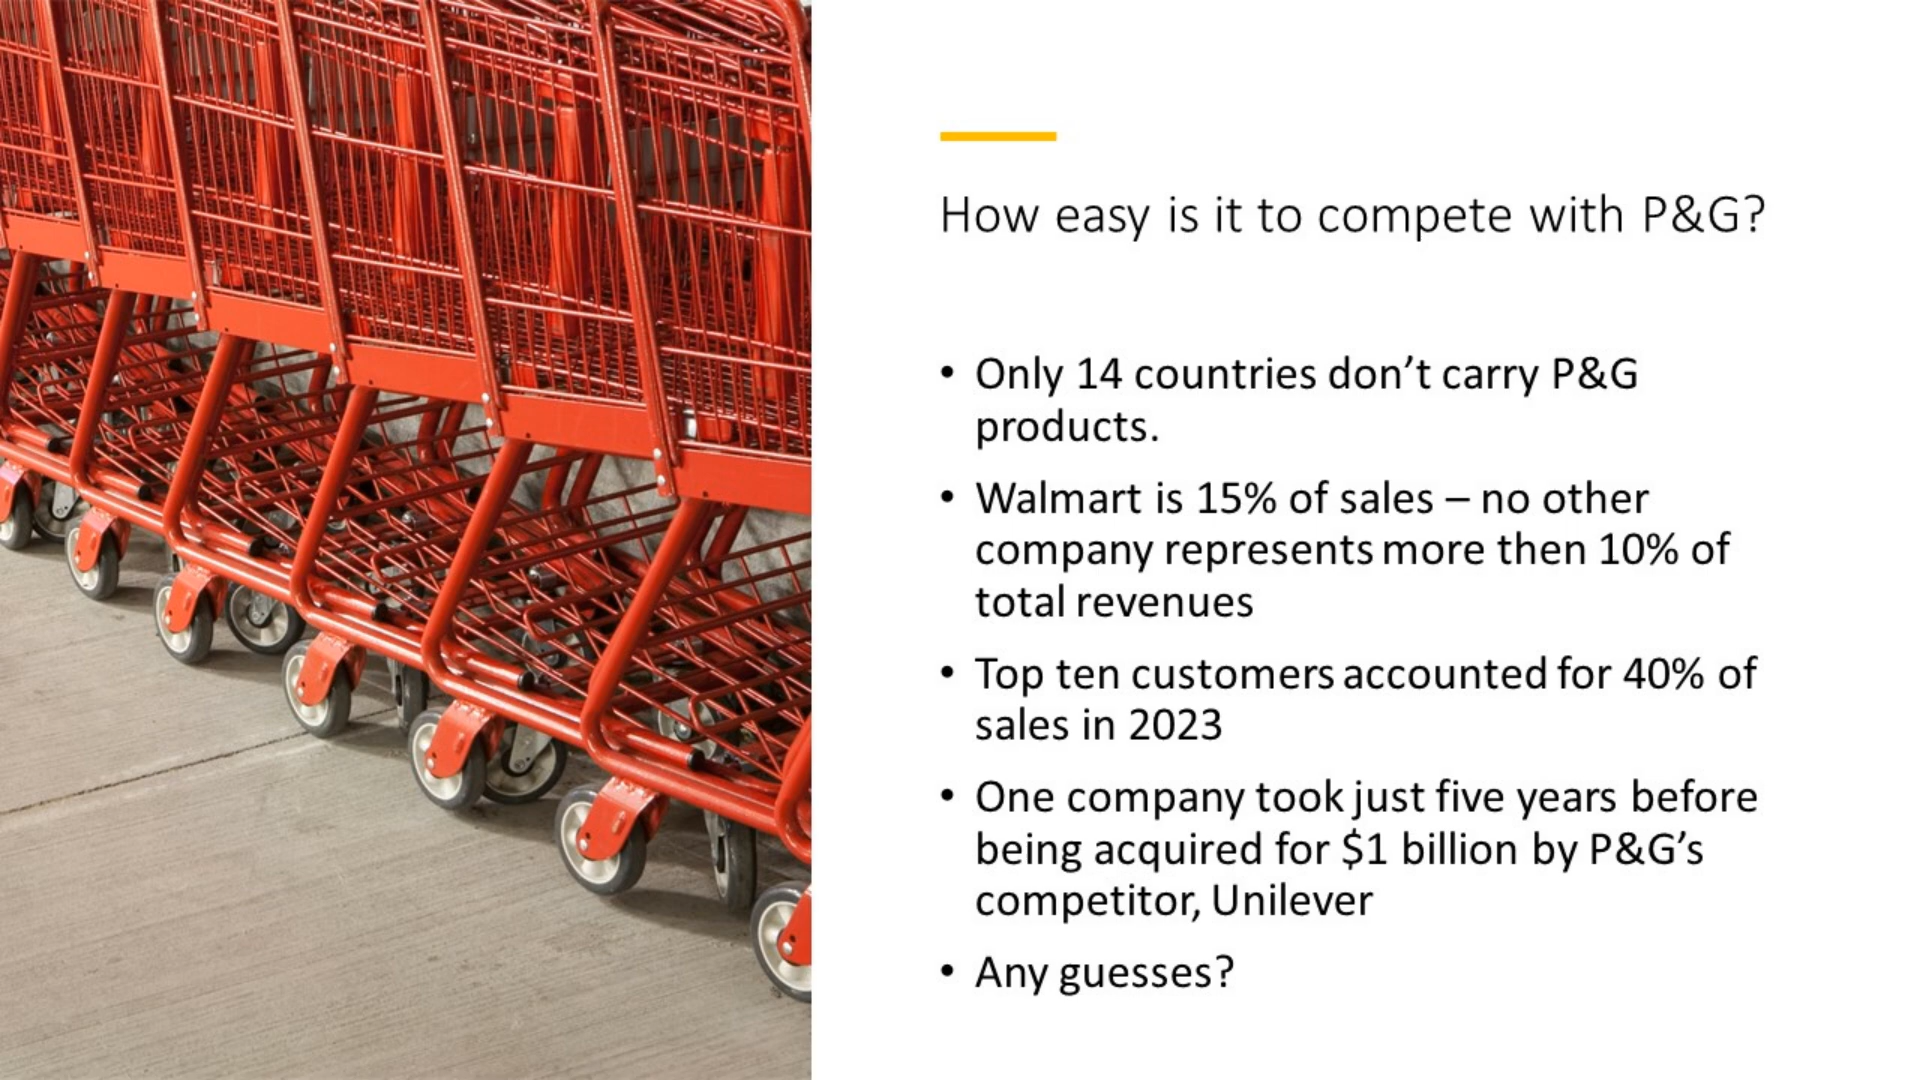 How easy is it to compete with P&G?
• Only 14 countries don’t carry P&G
products.
• Walmart is 15% of sales – no other
company represents more then 10% of
total revenues
• Top ten customers accounted for 40% of
sales in 2023
• One company took just five years before
being acquired for $1 billion by P&G’s
competitor, Unilever
• Any guesses?